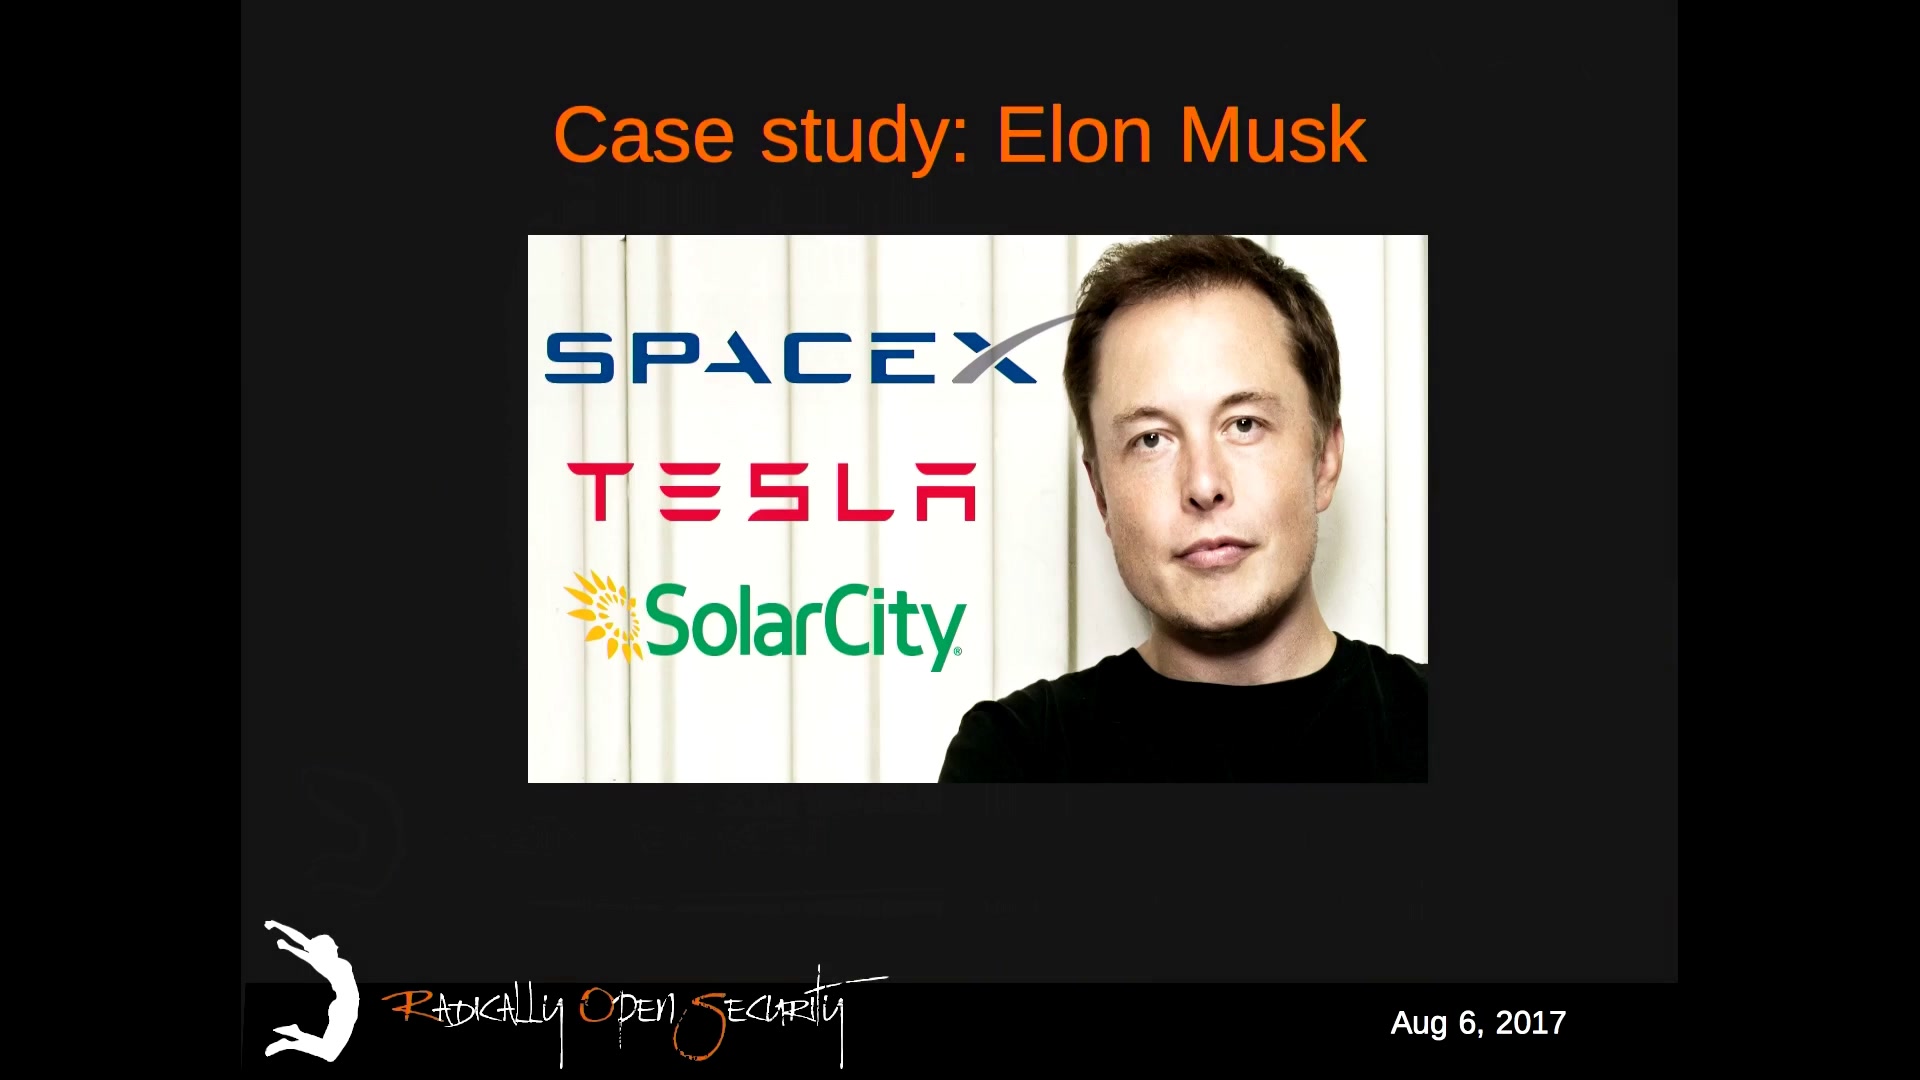 Case study: Elon Musk
SPACEX
TESLA
SolarCity®
RADICALLY OPEN SECURITY
Aug 6, 2017